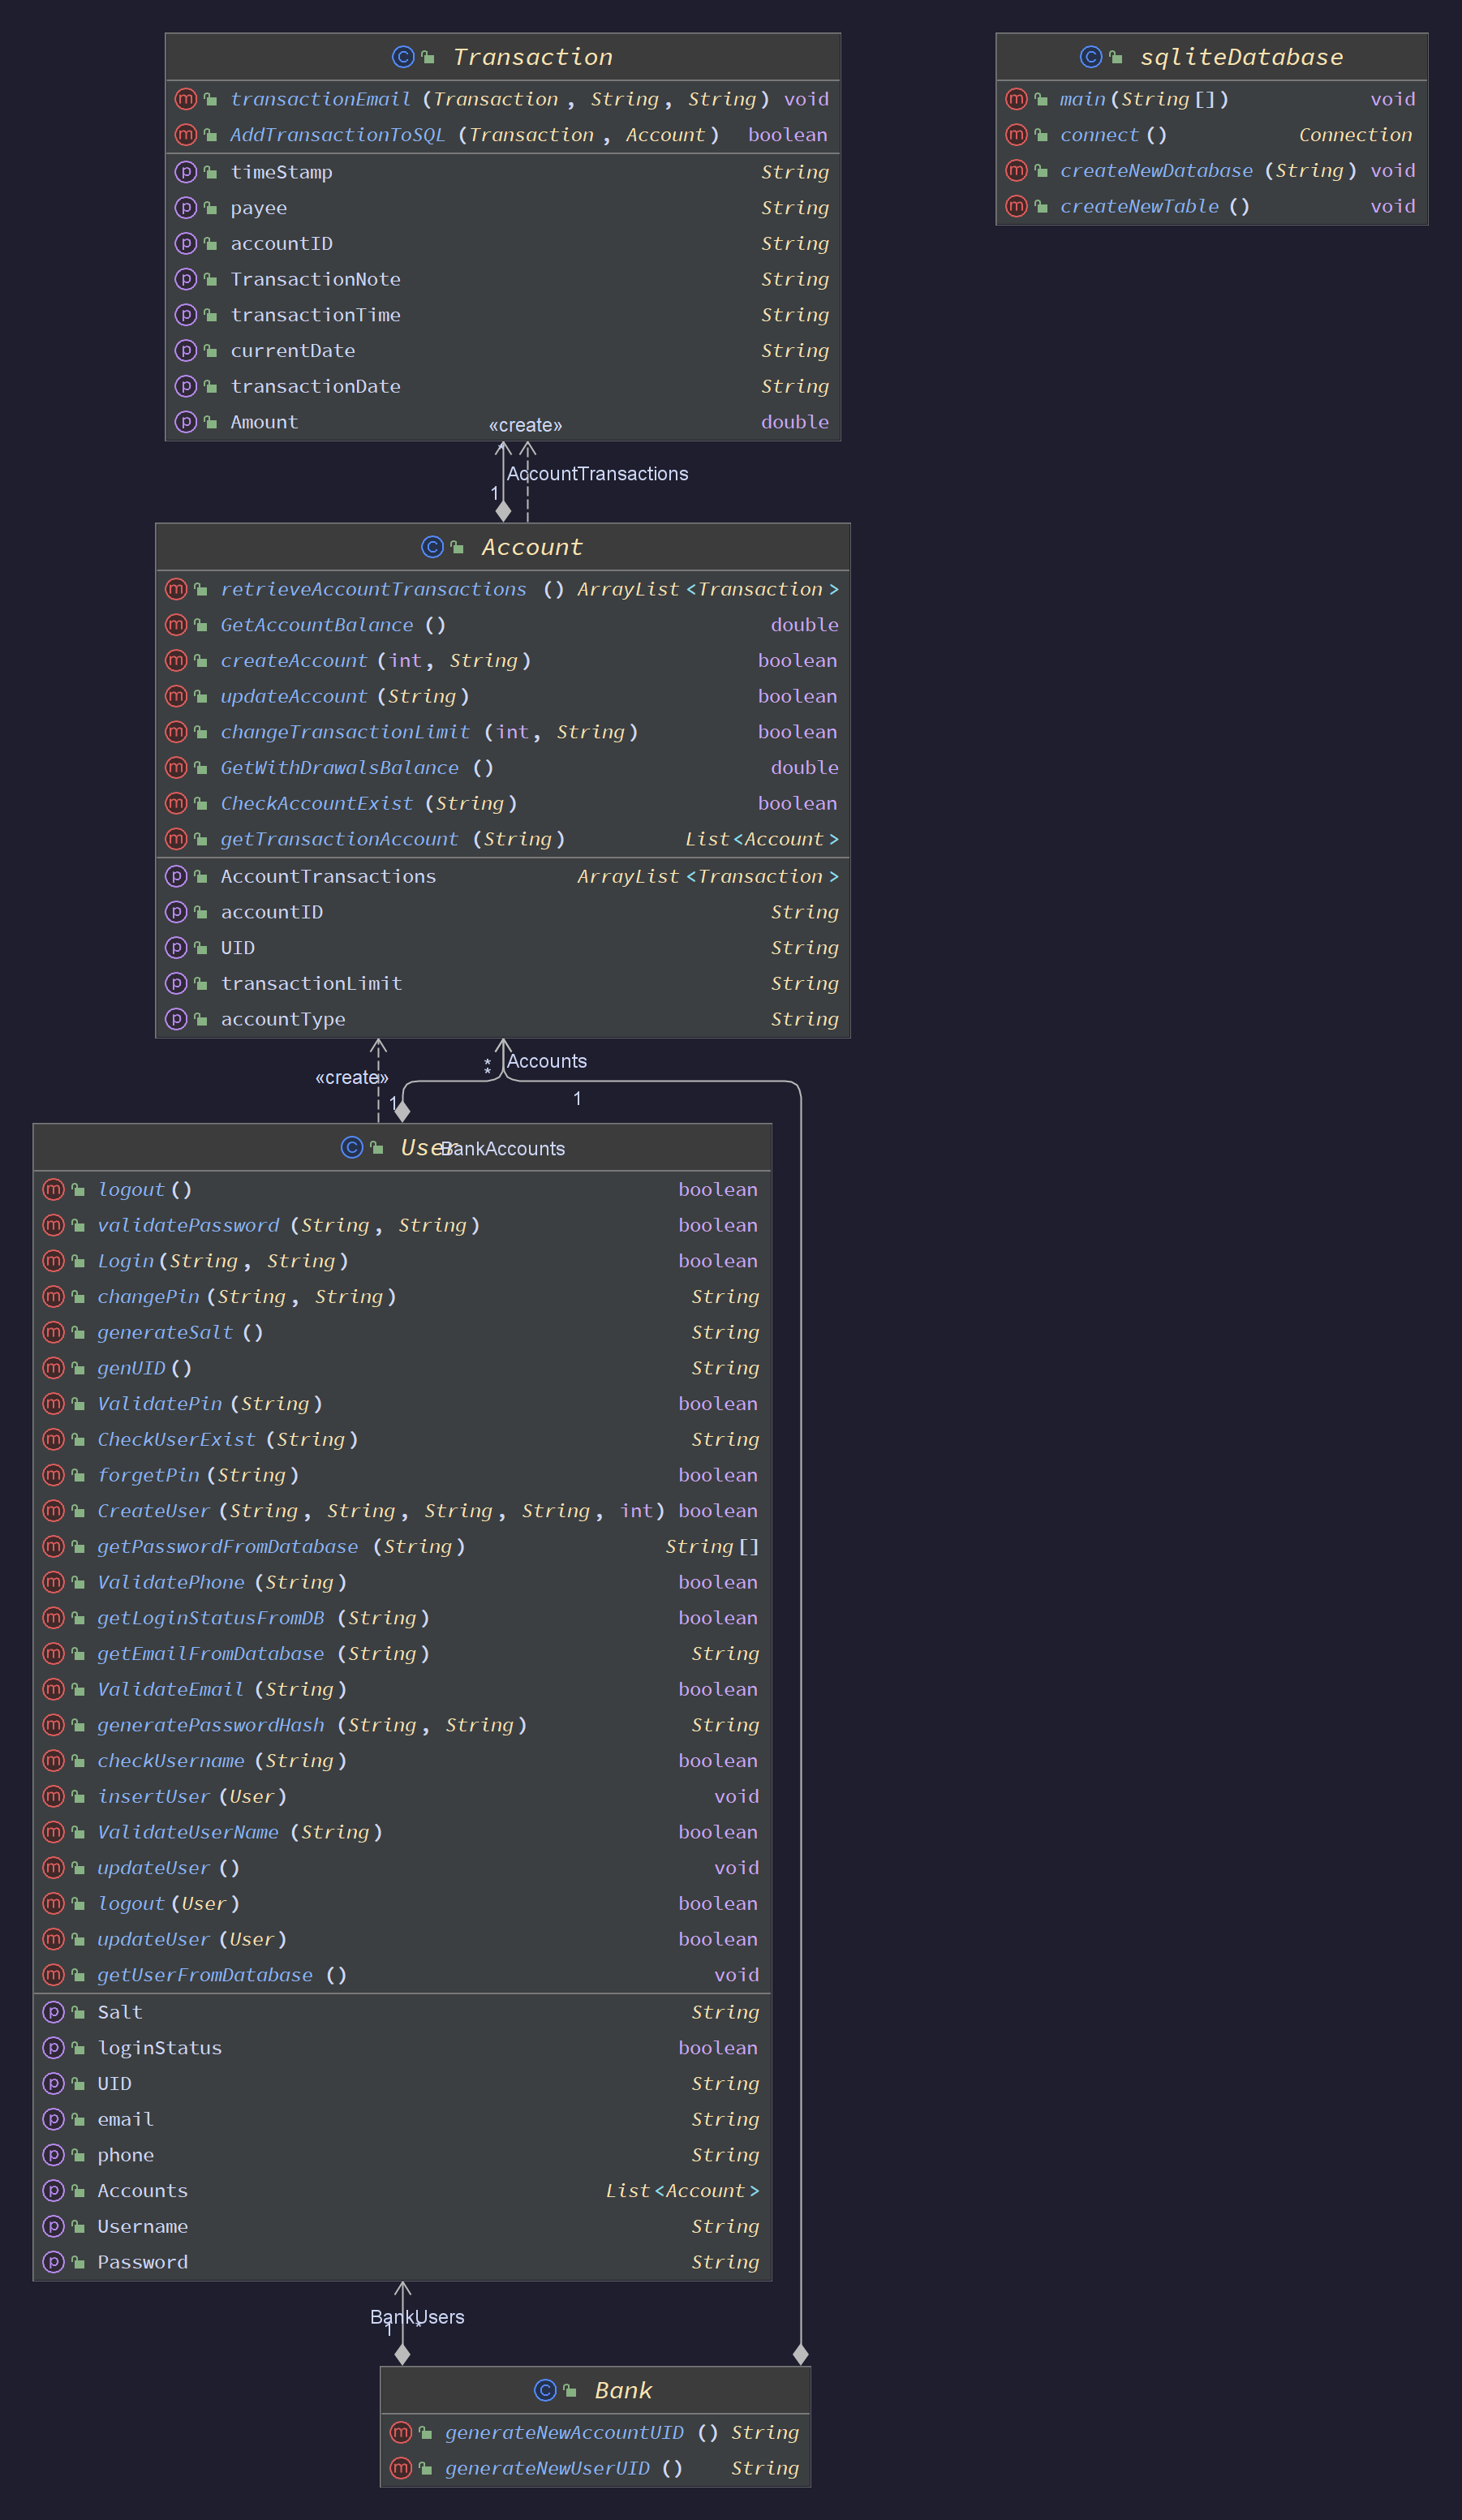 Transaction
transactionEmail (Transaction, String, String) void
AddTransactionToSQL (Transaction, Account) boolean
timeStamp String
payee String
accountID String
TransactionNote String
transactionTime String
currentDate String
transactionDate String
Amount double
sqliteDatabase
main(String[]) void
connect() Connection
createNewDatabase (String) void
createNewTable () void
«create»
*
AccountTransactions
1
Account
retrieveAccountTransactions () ArrayList<Transaction>
GetAccountBalance () double
createAccount (int, String) boolean
updateAccount (String) boolean
changeTransactionLimit (int, String) boolean
GetWithDrawalsBalance () double
CheckAccountExist (String) boolean
getTransactionAccount (String) List<Account>
AccountTransactions ArrayList<Transaction>
accountID String
UID String
transactionLimit String
accountType String
* Accounts
*
«create»
1 1
User
BankAccounts
logout() boolean
validatePassword (String, String) boolean
Login(String, String) boolean
changePin(String, String) String
generateSalt () String
genUID() String
ValidatePin(String) boolean
CheckUserExist (String) String
forgetPin(String) boolean
CreateUser(String, String, String, String, int) boolean
getPasswordFromDatabase (String) String[]
ValidatePhone (String) boolean
getLoginStatusFromDB (String) boolean
getEmailFromDatabase (String) String
ValidateEmail (String) boolean
generatePasswordHash (String, String) String
checkUsername (String) boolean
insertUser(User) void
ValidateUserName (String) boolean
updateUser() void
logout(User) boolean
updateUser(User) boolean
getUserFromDatabase () void
Salt String
loginStatus boolean
UID String
email String
phone String
Accounts List<Account>
Username String
Password String
BankUsers
1 *
Bank
generateNewAccountUID () String
generateNewUserUID () String